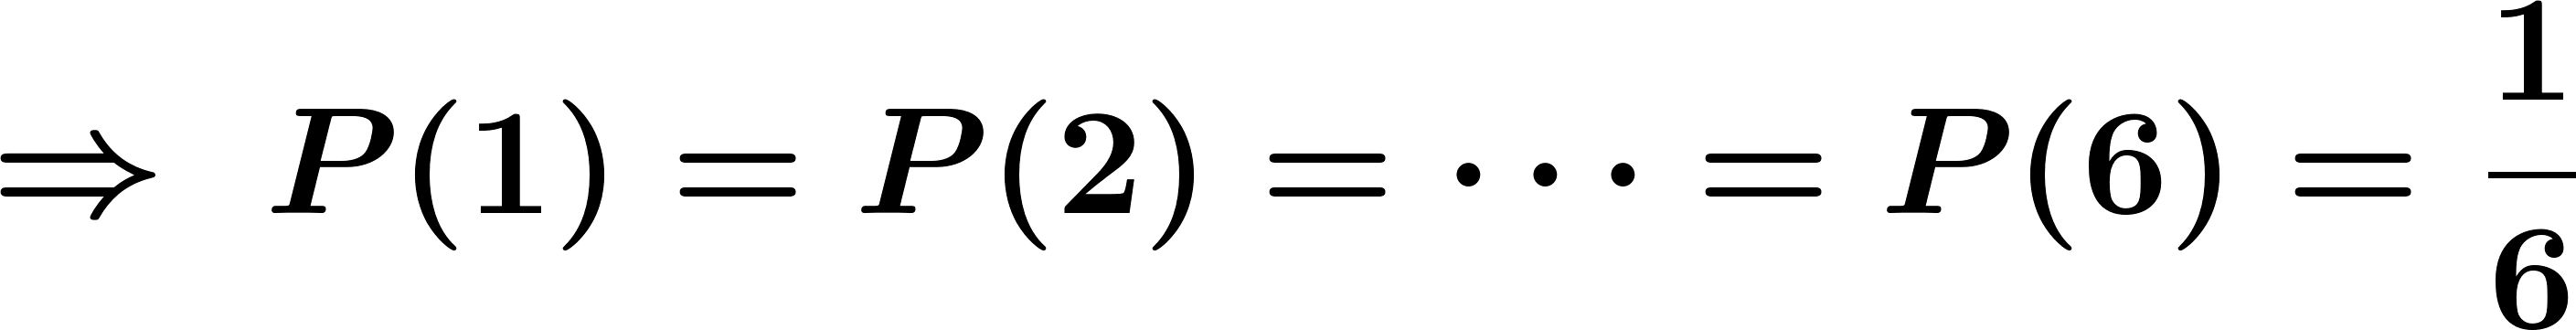 ⇒ P(1) = P(2) = · · · = P(6) = 1/6